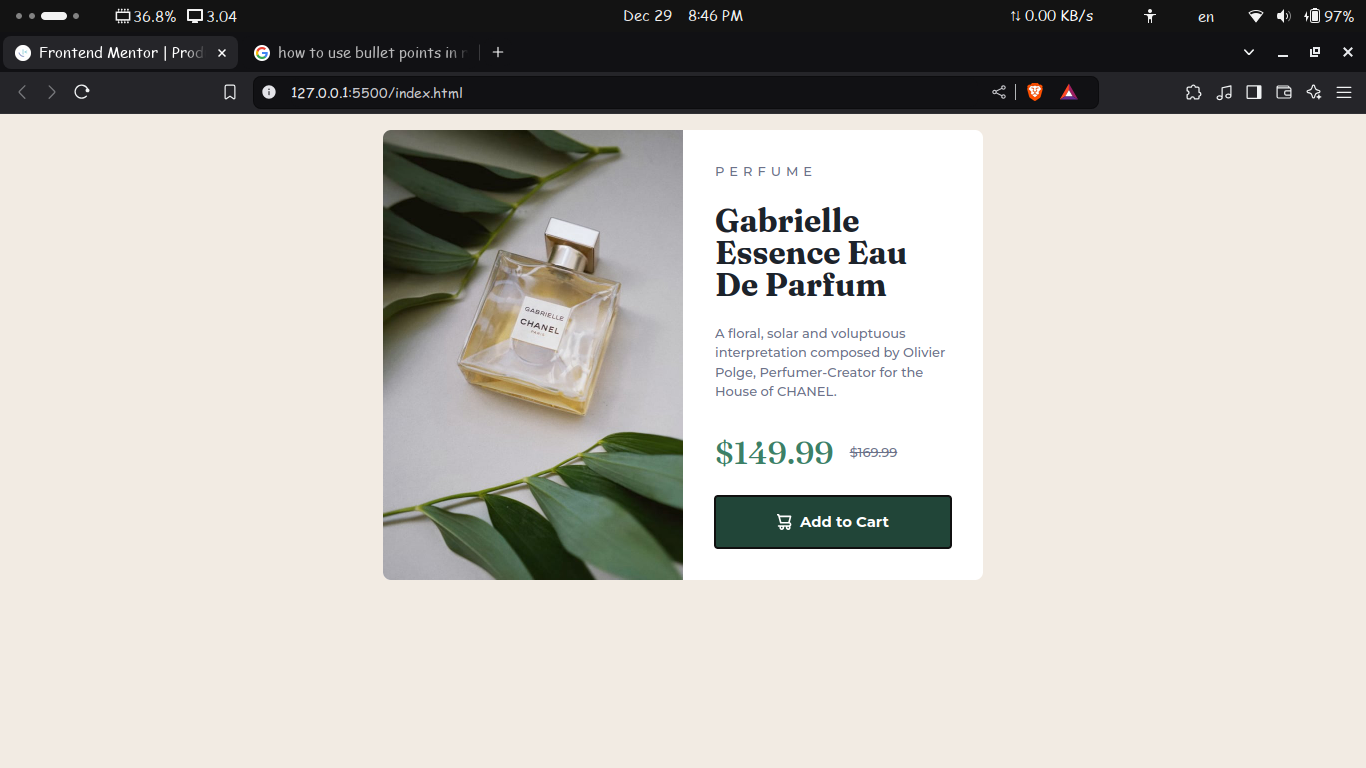 36.8% 3.04 Dec 29 8:46 PM 0.00 KB/s en 97%
Frontend Mentor | Prod how to use bullet points in
127.0.0.1:5500/index.html
PERFUME
Gabrielle
Essence Eau
De Parfum
A floral, solar and voluptuous
interpretation composed by Olivier
Polge, Perfumer-Creator for the
House of CHANEL.
$149.99 $169.99
Add to Cart
GABRIELLE
CHANEL
PARIS